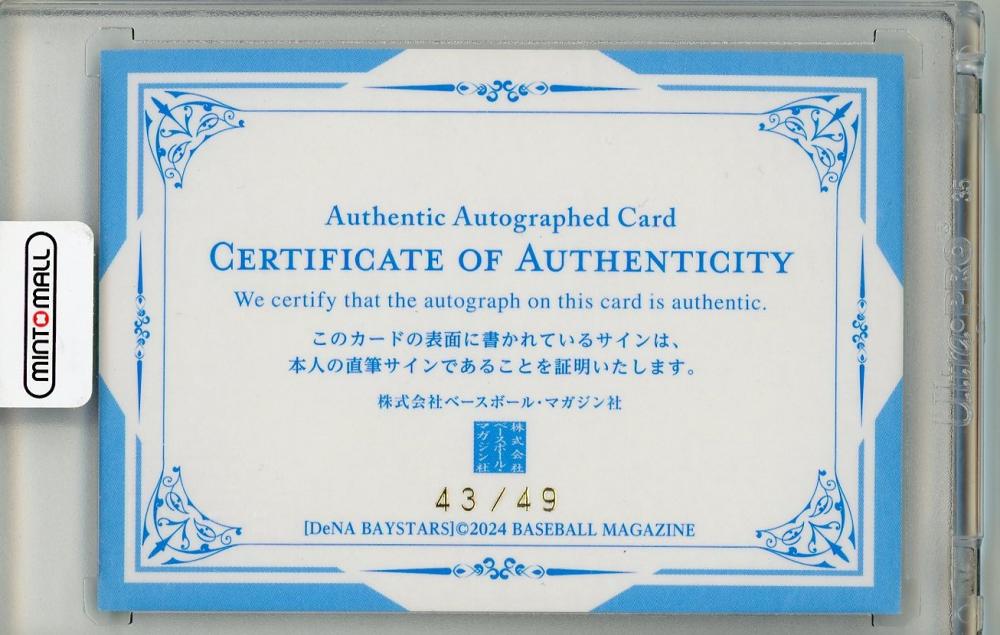 Authentic Autographed Card
CERTIFICATE OF AUTHENTICITY
We certify that the autograph on this card is authentic.
このカードの表面に書かれているサインは、
本人の直筆サインであることを証明いたします。
株式会社ベースボール・マガジン社
株式会社
ベースボール・
マガジン社
43/49
[DeNA BAYSTARS]©2024 BASEBALL MAGAZINE
MINTOMALL
Ultra PRO®
35